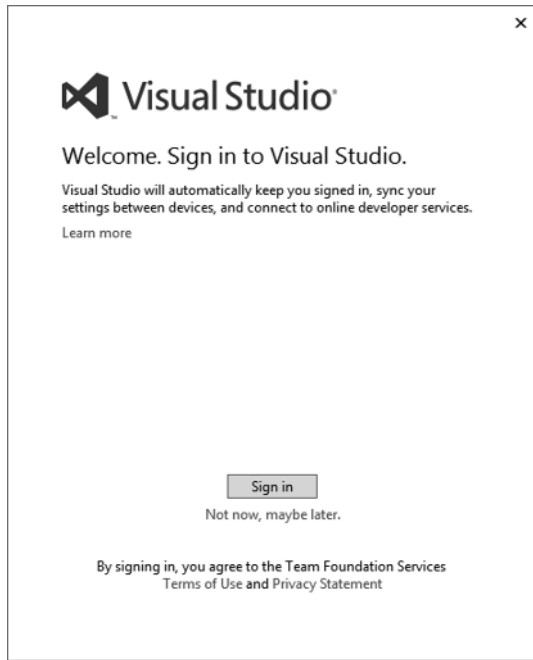 Visual Studio®
Welcome. Sign in to Visual Studio.
Visual Studio will automatically keep you signed in, sync your
settings between devices, and connect to online developer services.
Learn more
Sign in
Not now, maybe later.
By signing in, you agree to the Team Foundation Services
Terms of Use and Privacy Statement